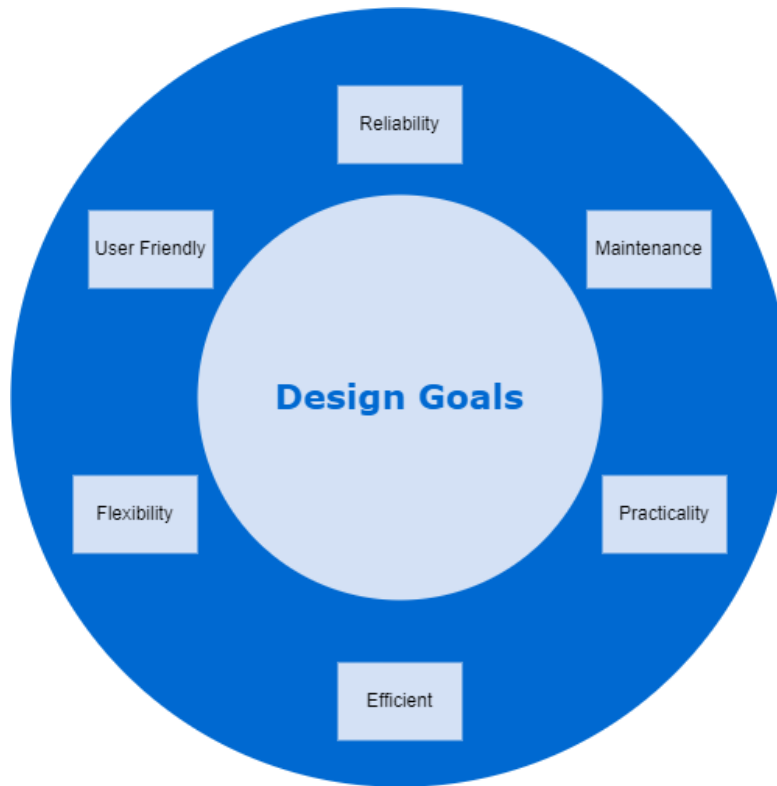 Reliability
User Friendly
Maintenance
Design Goals
Flexibility
Practicality
Efficient